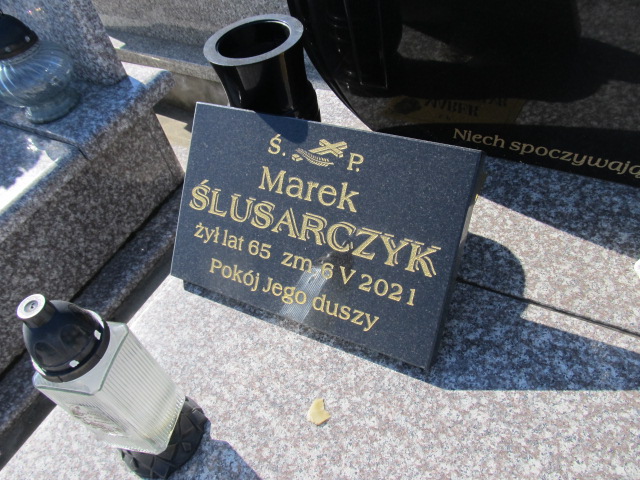 Niech spoczywają
Ś. P.
Marek
ŚLUSARCZYK
żył lat 65 zm. 6 V 2021
Pokój Jego duszy